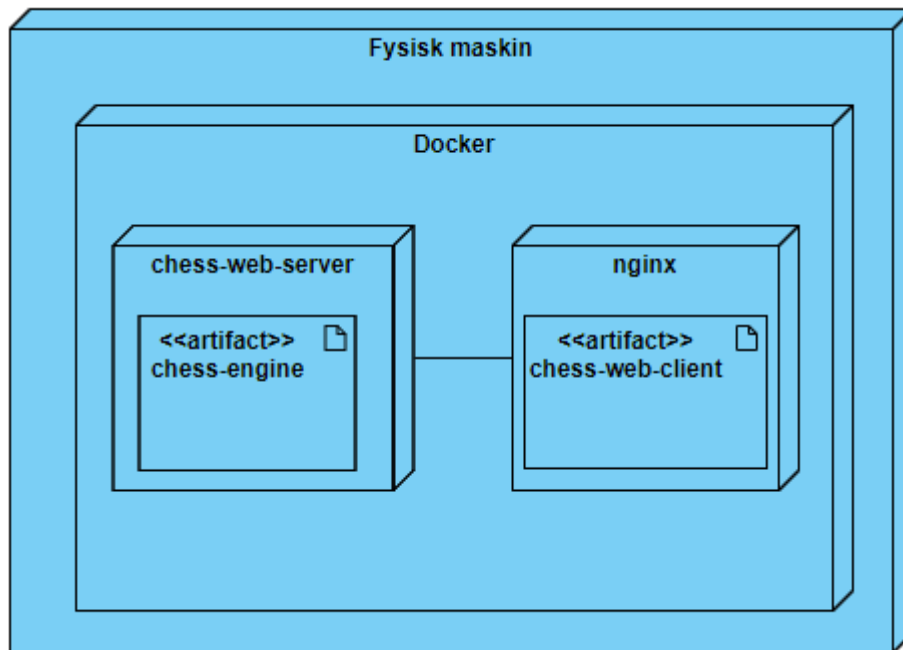 Fysisk maskin
Docker
chess-web-server
<<artifact>>
chess-engine
nginx
<<artifact>>
chess-web-client